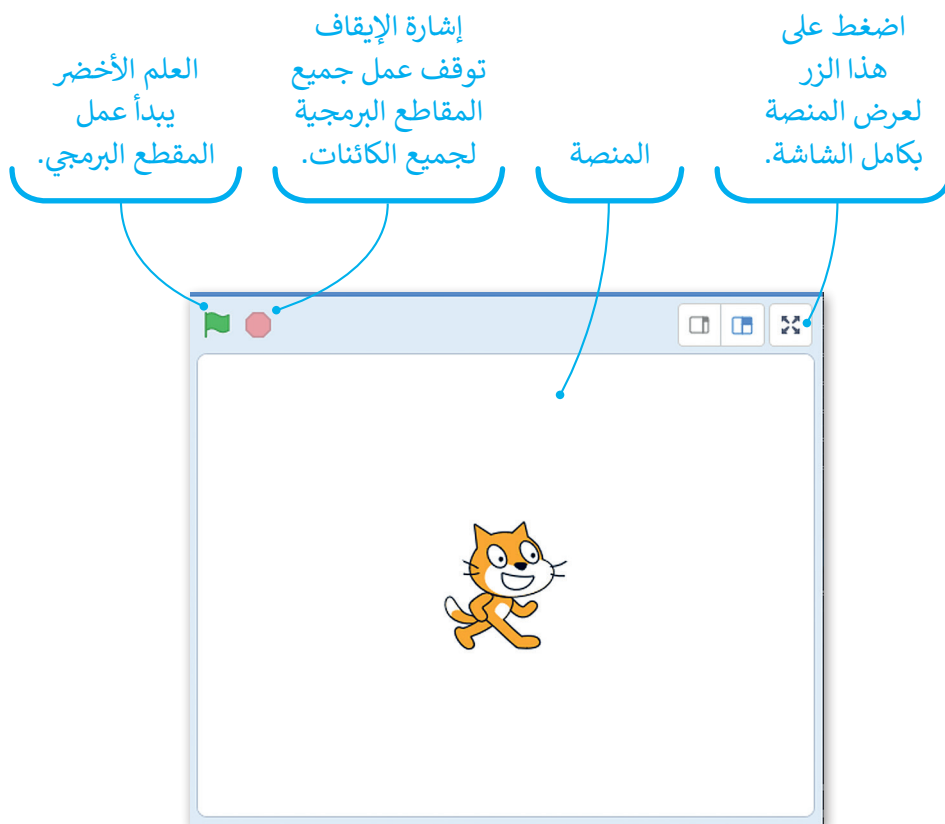 اضغط على
هذا الزر
لعرض المنصة
بكامل الشاشة.
المنصة
إشارة الإيقاف
توقف عمل جميع
المقاطع البرمجية
لجميع الكائنات.
العلم الأخضر
يبدأ عمل
المقطع البرمجي.